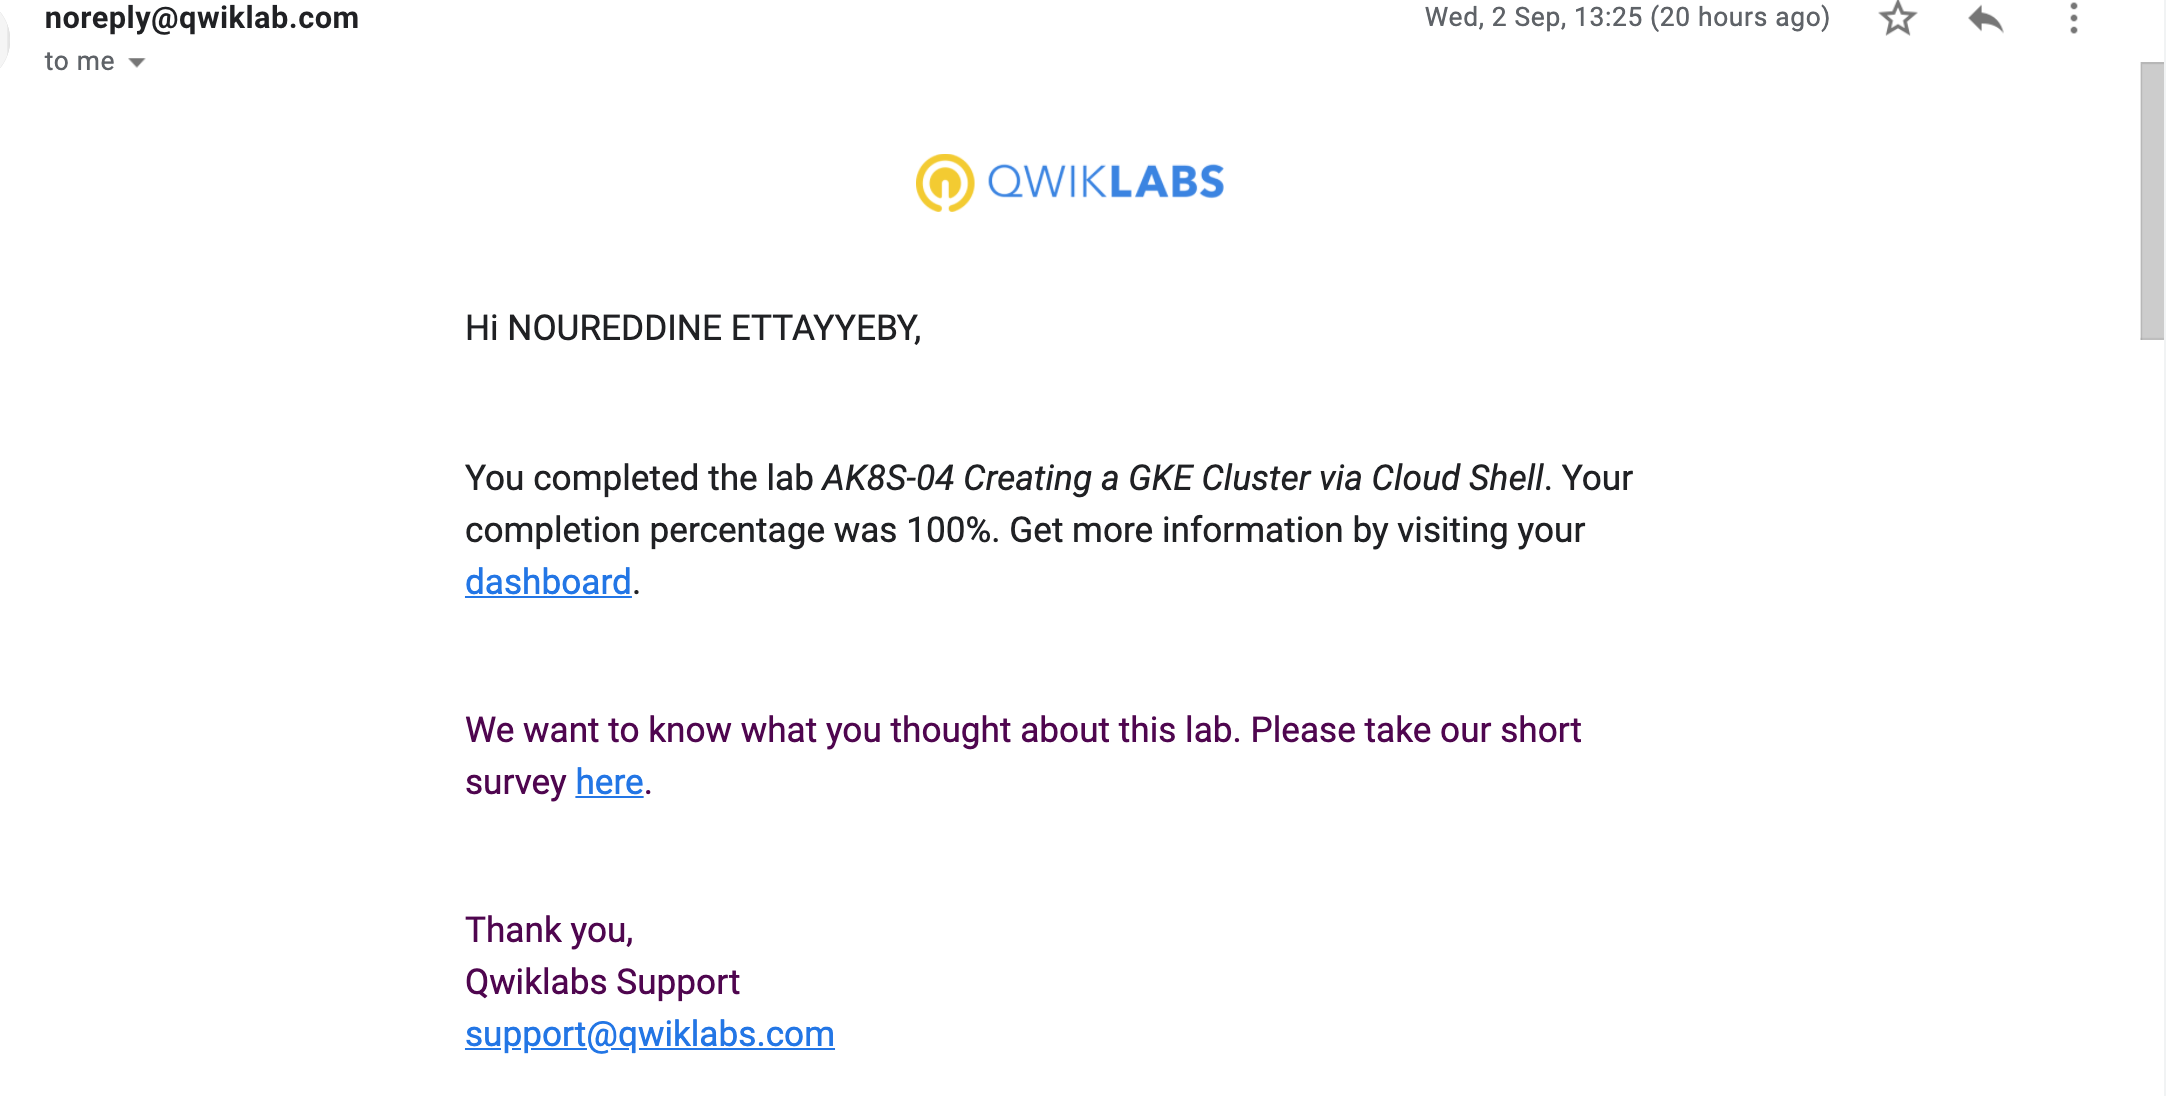 noreply@qwiklab.com
Wed, 2 Sep, 13:25 (20 hours ago)
to me
QWIKLABS
Hi NOUREDDINE ETTAYYEBY,
You completed the lab AK8S-04 Creating a GKE Cluster via Cloud Shell. Your
completion percentage was 100%. Get more information by visiting your
dashboard.
We want to know what you thought about this lab. Please take our short
survey here.
Thank you,
Qwiklabs Support
support@qwiklabs.com